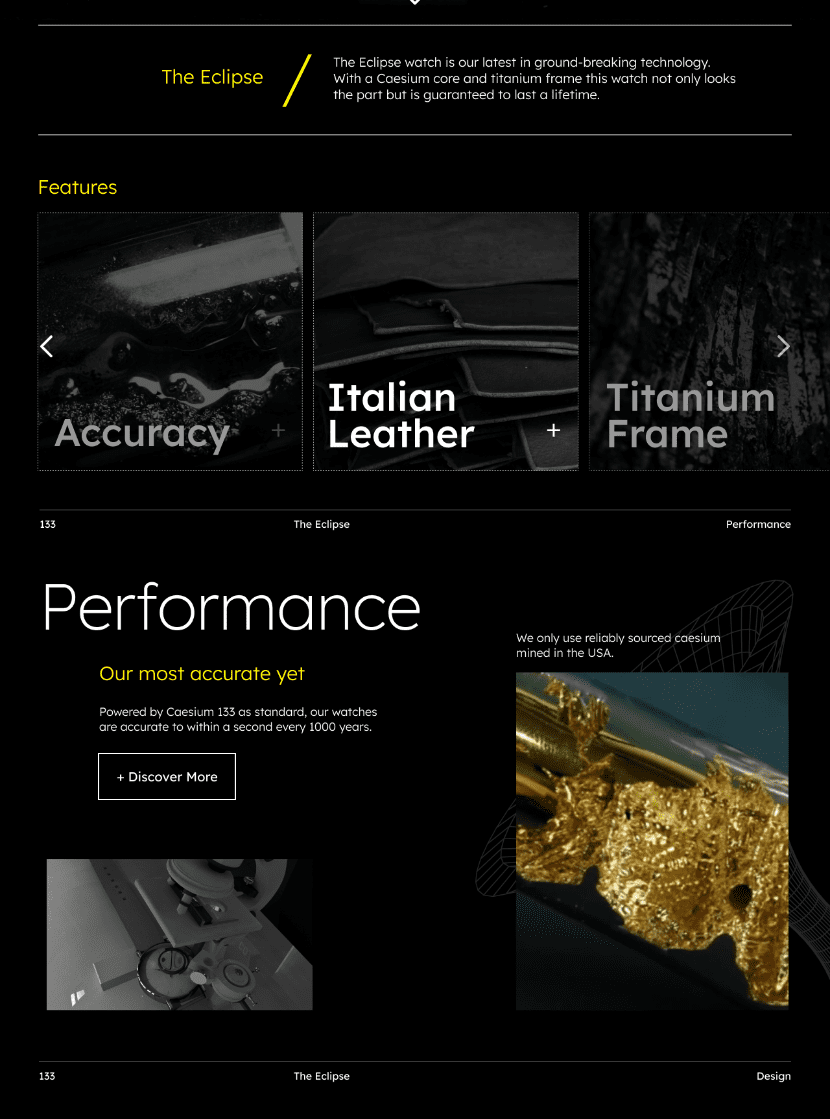 The Eclipse
The Eclipse watch is our latest in ground-breaking technology.
With a Caesium core and titanium frame this watch not only looks
the part but is guaranteed to last a lifetime.
Features
Accuracy
+
Italian
Leather
+
Titanium
Frame
133
The Eclipse
Performance
Performance
Our most accurate yet
Powered by Caesium 133 as standard, our watches
are accurate to within a second every 1000 years.
+ Discover More
We only use reliably sourced caesium
mined in the USA.
133
The Eclipse
Design